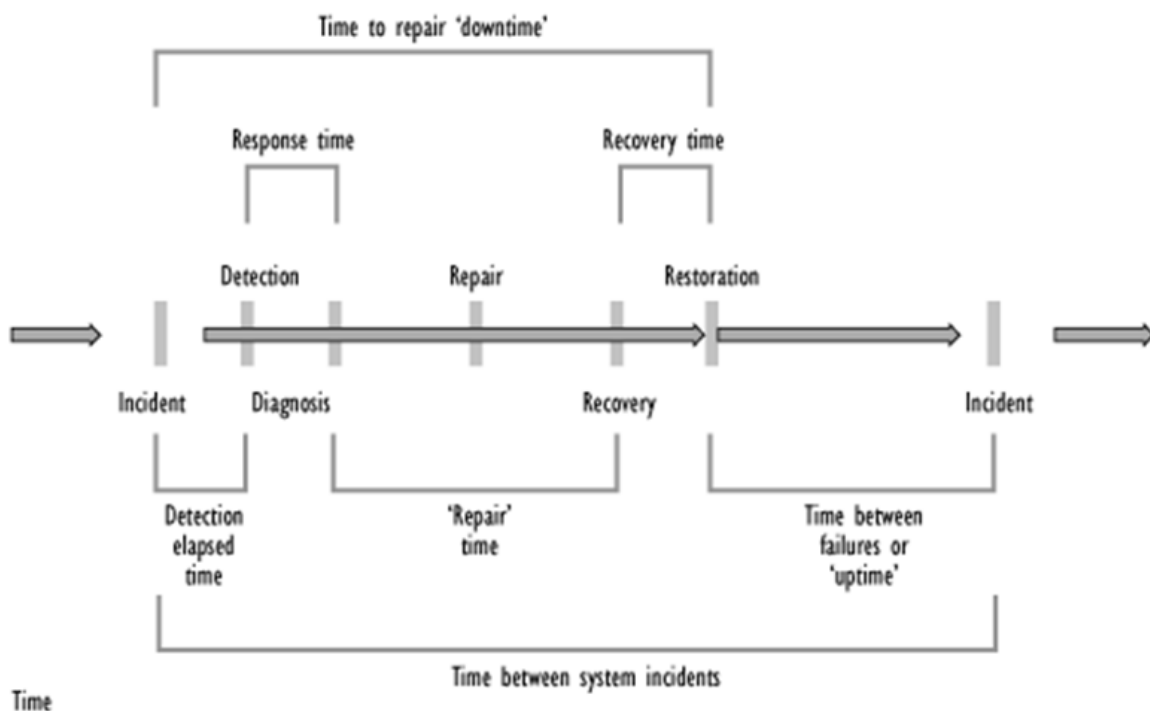 Time to repair ‘downtime’
Response time
Recovery time
Detection
Repair
Restoration
Incident
Diagnosis
Recovery
Incident
Detection
elapsed
time
‘Repair’
time
Time between
failures or
‘uptime’
Time between system incidents
Time